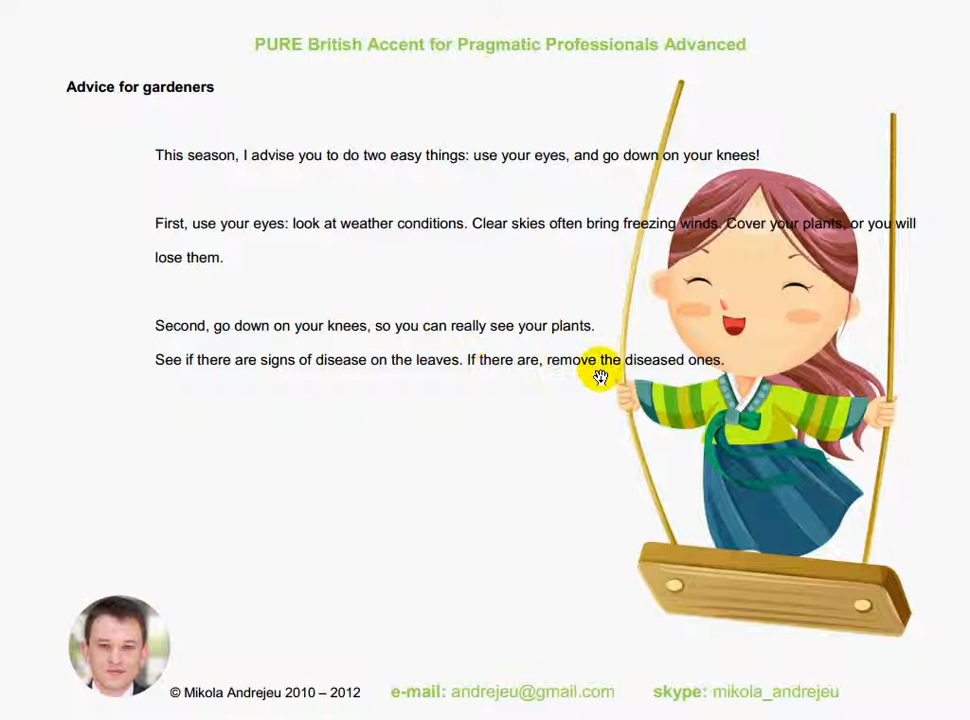 PURE British Accent for Pragmatic Professionals Advanced
Advice for gardeners
This season, I advise you to do two easy things: use your eyes, and go down on your knees!
First, use your eyes: look at weather conditions. Clear skies often bring freezing winds. Cover your plants, or you will
lose them.
Second, go down on your knees, so you can really see your plants.
See if there are signs of disease on the leaves. If there are, remove the diseased ones.
© Mikola Andrejeu 2010 – 2012 e-mail: andrejeu@gmail.com skype: mikola_andrejeu